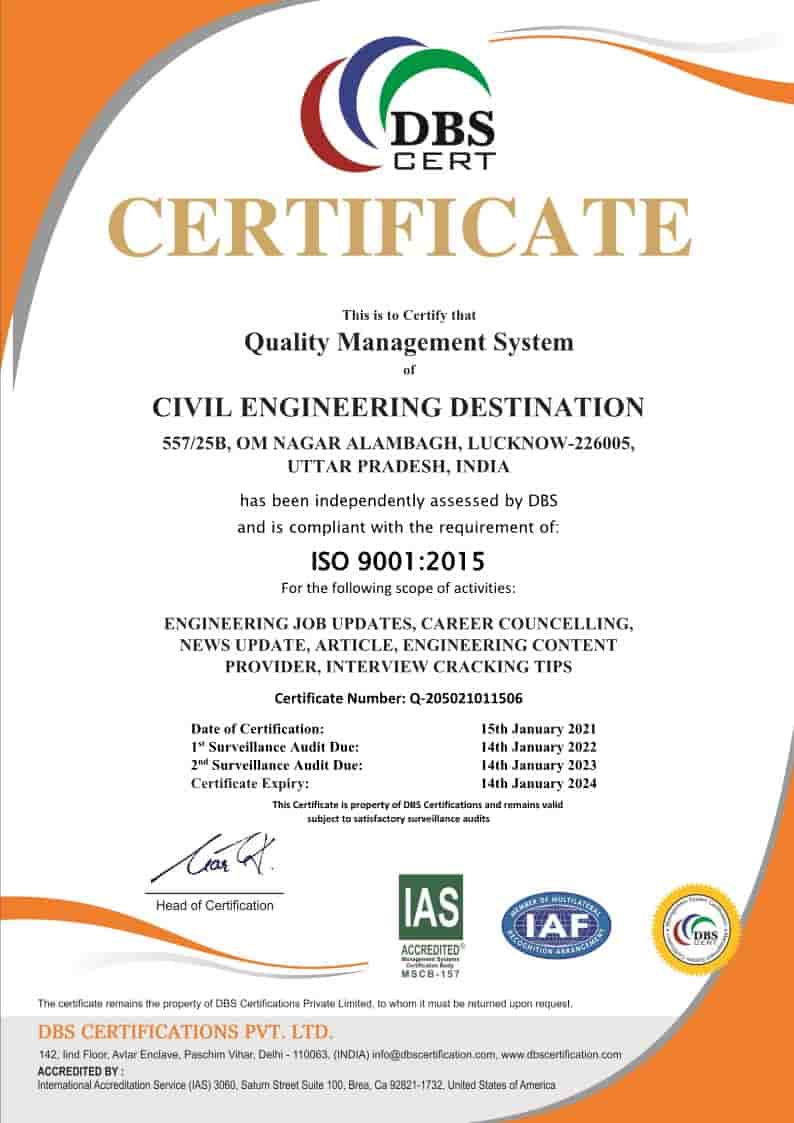 DBS
CERT
CERTIFICATE
This is to Certify that
Quality Management System
of
CIVIL ENGINEERING DESTINATION
557/25B, OM NAGAR ALAMBAGH, LUCKNOW-226005,
UTTAR PRADESH, INDIA
has been independently assessed by DBS
and is compliant with the requirement of:
ISO 9001:2015
For the following scope of activities:
ENGINEERING JOB UPDATES, CAREER COUNCELLING,
NEWS UPDATE, ARTICLE, ENGINEERING CONTENT
PROVIDER, INTERVIEW CRACKING TIPS
Certificate Number: Q-205021011506
Date of Certification: 15th January 2021
1st Surveillance Audit Due: 14th January 2022
2nd Surveillance Audit Due: 14th January 2023
Certificate Expiry: 14th January 2024
This Certificate is property of DBS Certifications and remains valid
subject to satisfactory surveillance audits
Head of Certification
IAS
ACCREDITED®
Management Systems
Certification Body
MSCB-157
MEMBER OF MULTILATERAL
IAF
RECOGNITION ARRANGEMENT
DBS
CERT
The certificate remains the property of DBS Certifications Private Limited, to whom it must be returned upon request.
DBS CERTIFICATIONS PVT. LTD.
142, IInd Floor, Avtar Enclave, Paschim Vihar, Delhi - 110063, (INDIA) info@dbscertification.com, www.dbscertification.com
ACCREDITED BY :
International Accreditation Service (IAS) 3060, Saturn Street Suite 100, Brea, Ca 92821-1732, United States of America